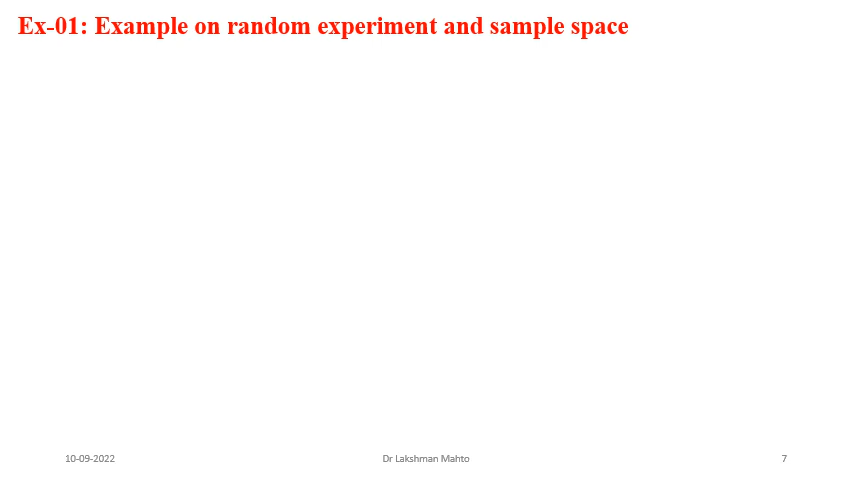 Ex-01: Example on random experiment and sample space
10-09-2022
Dr Lakshman Mahto
7